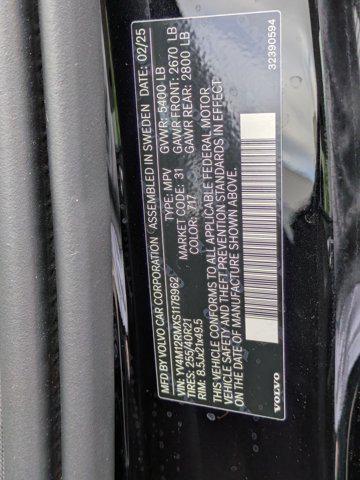 MFD BY VOLVO CAR CORPORATION ASSEMBLED IN SWEDEN DATE: 02/25
GVWR: 5400 LB
GAWR FRONT: 2670 LB
GAWR REAR: 2800 LB
VIN: YV4M12RMXS1178962 TYPE: MPV
TIRES: 255/40R21 MARKET CODE: 31
RIM: 8.5Jx21x49.5 COLOR: 717
THIS VEHICLE CONFORMS TO ALL APPLICABLE FEDERAL MOTOR
VEHICLE SAFETY AND THEFT PREVENTION STANDARDS IN EFFECT
ON THE DATE OF MANUFACTURE SHOWN ABOVE.
VOLVO 32390594